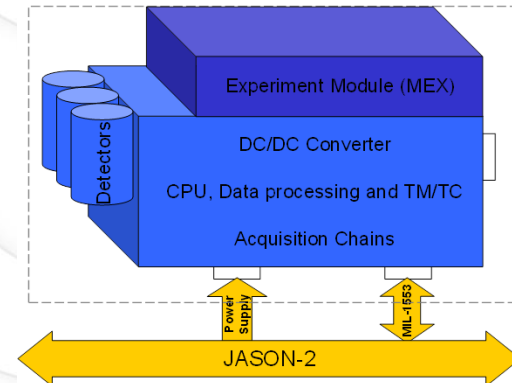 Experiment Module (MEX)
Detectors
DC/DC Converter
CPU, Data processing and TM/TC
Acquisition Chains
Power
supply
MIL-1553
JASON-2